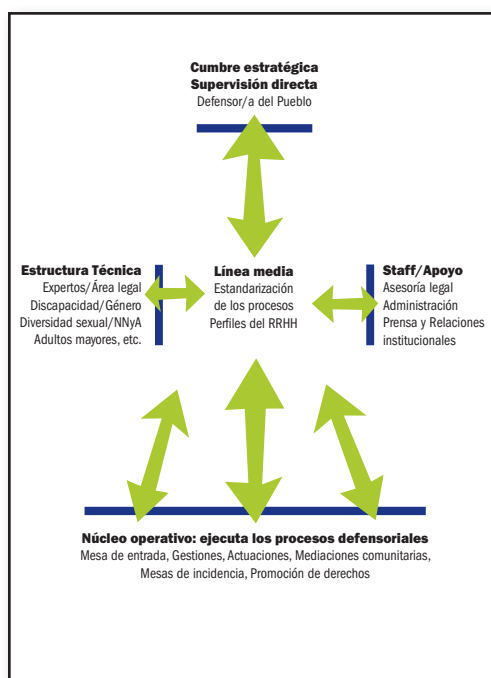 Cumbre estratégica
Supervisión directa
Defensor/a del Pueblo
Estructura Técnica
Expertos/Área legal
Discapacidad/Género
Diversidad sexual/NNyA
Adultos mayores, etc.
Línea media
Estandarización
de los procesos
Perfiles del RRHH
Staff/Apoyo
Asesoría legal
Administración
Prensa y Relaciones
institucionales
Núcleo operativo: ejecuta los procesos defensoriales
Mesa de entrada, Gestiones, Actuaciones, Mediaciones comunitarias,
Mesas de incidencia, Promoción de derechos